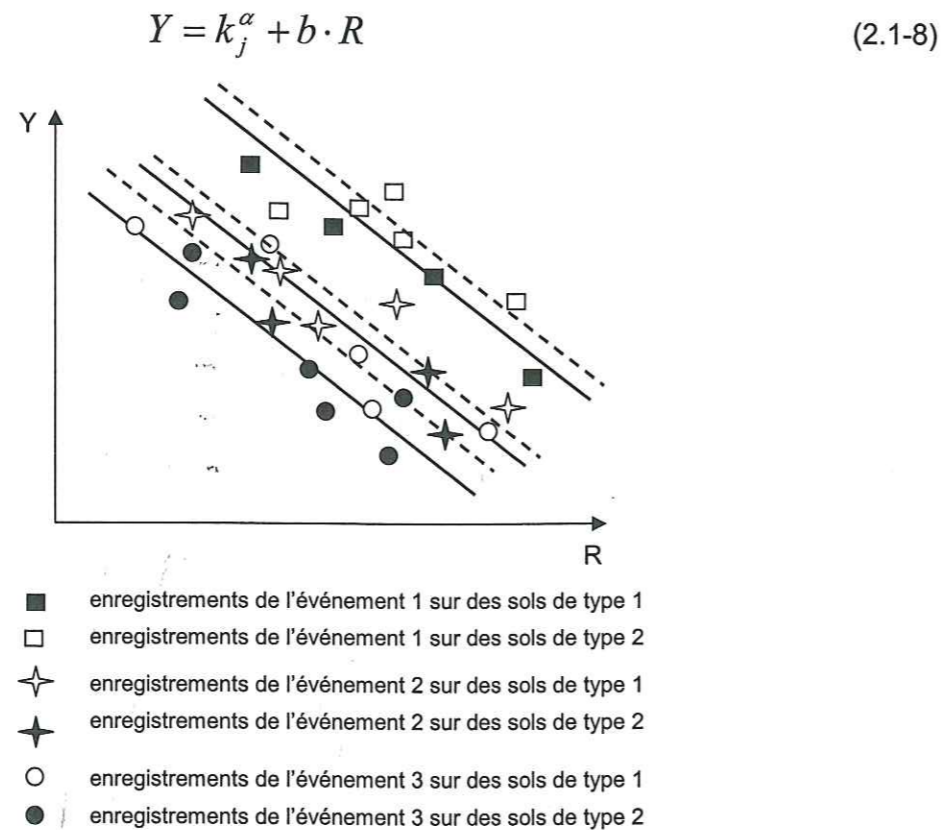 Y = k_j^α + b · R (2.1-8)
Y
R
enregistrements de l'événement 1 sur des sols de type 1
enregistrements de l'événement 1 sur des sols de type 2
enregistrements de l'événement 2 sur des sols de type 1
enregistrements de l'événement 2 sur des sols de type 2
enregistrements de l'événement 3 sur des sols de type 1
enregistrements de l'événement 3 sur des sols de type 2